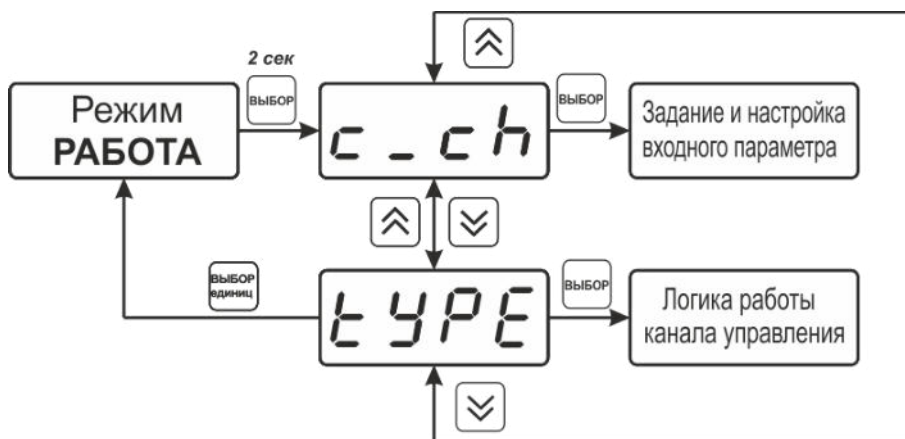 2 сек
Режим
РАБОТА
ВЫБОР
c_ch
ВЫБОР
Задание и настройка
входного параметра
ВЫБОР
единиц
tYPE
ВЫБОР
Логика работы
канала управления